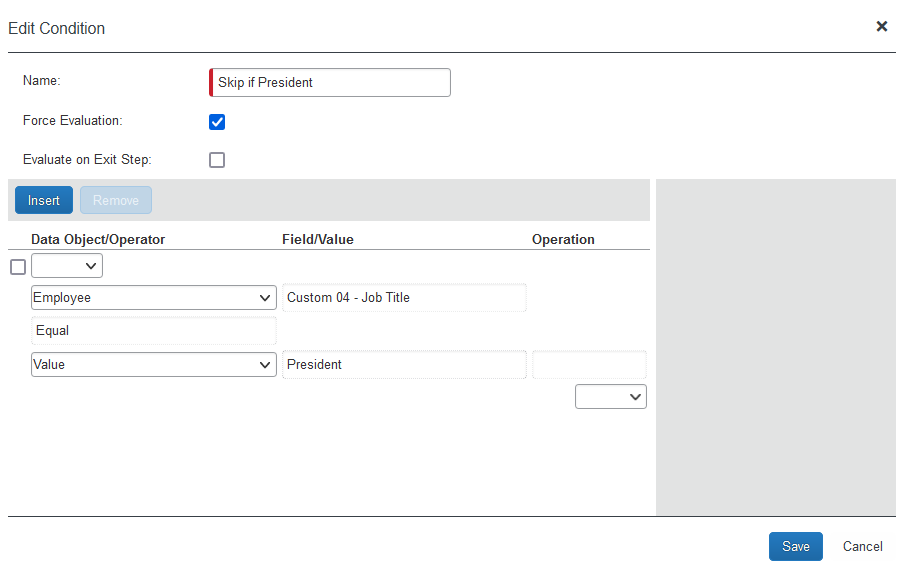 Edit Condition
Name: Skip if President
Force Evaluation:
Evaluate on Exit Step:
Insert Remove
Data Object/Operator Field/Value Operation
Employee Custom 04 - Job Title
Equal
Value President
Save Cancel